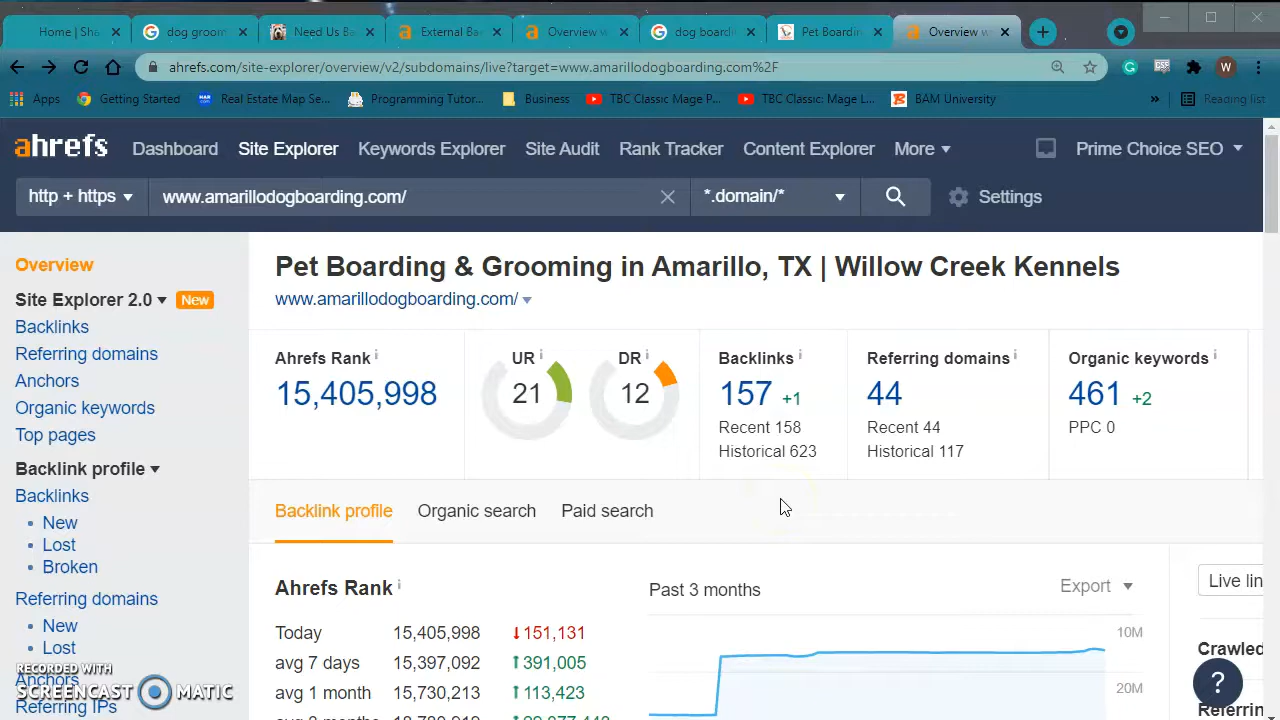 Home | Sha
dog groom
Need Us Be
External Ba
Overview w
dog boardi
Pet Boardin
Overview w
ahrefs.com/site-explorer/overview/v2/subdomains/live?target=www.amarillodogboarding.com%2F
W
Apps
Getting Started
Real Estate Map Se...
Programming Tutor...
Business
TBC Classic Mage P...
TBC Classic: Mage L...
BAM University
»
Reading list
ahrefs
Dashboard
Site Explorer
Keywords Explorer
Site Audit
Rank Tracker
Content Explorer
More
Prime Choice SEO
http + https
www.amarillodogboarding.com/
*.domain/*
Settings
Overview
Site Explorer 2.0 New
Backlinks
Referring domains
Anchors
Organic keywords
Top pages
Backlink profile
Backlinks
• New
• Lost
• Broken
Referring domains
• New
• Lost
Anchors
Referring IPs
RECORDED WITH
SCREENCAST MATIC
Pet Boarding & Grooming in Amarillo, TX | Willow Creek Kennels
www.amarillodogboarding.com/
Ahrefs Rank
15,405,998
UR
21
DR
12
Backlinks
157 +1
Recent 158
Historical 623
Referring domains
44
Recent 44
Historical 117
Organic keywords
461 +2
PPC 0
Backlink profile
Organic search
Paid search
Ahrefs Rank
Today 15,405,998 ↓151,131
avg 7 days 15,397,092 ↑391,005
avg 1 month 15,730,213 ↑113,423
Past 3 months
Export
10M
20M
Live lin
Crawled
Referrin
?